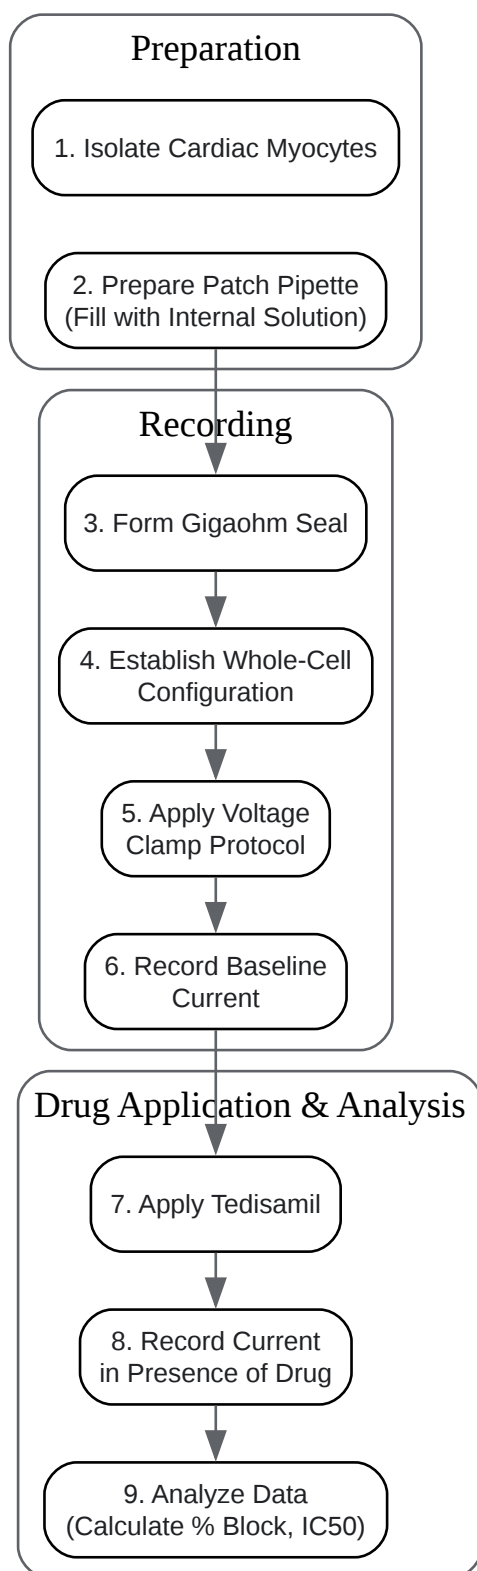 Preparation
1. Isolate Cardiac Myocytes
2. Prepare Patch Pipette
(Fill with Internal Solution)
Recording
3. Form Gigaohm Seal
4. Establish Whole-Cell
Configuration
5. Apply Voltage
Clamp Protocol
6. Record Baseline
Current
Drug Application & Analysis
7. Apply Tedisamil
8. Record Current
in Presence of Drug
9. Analyze Data
(Calculate % Block, IC50)